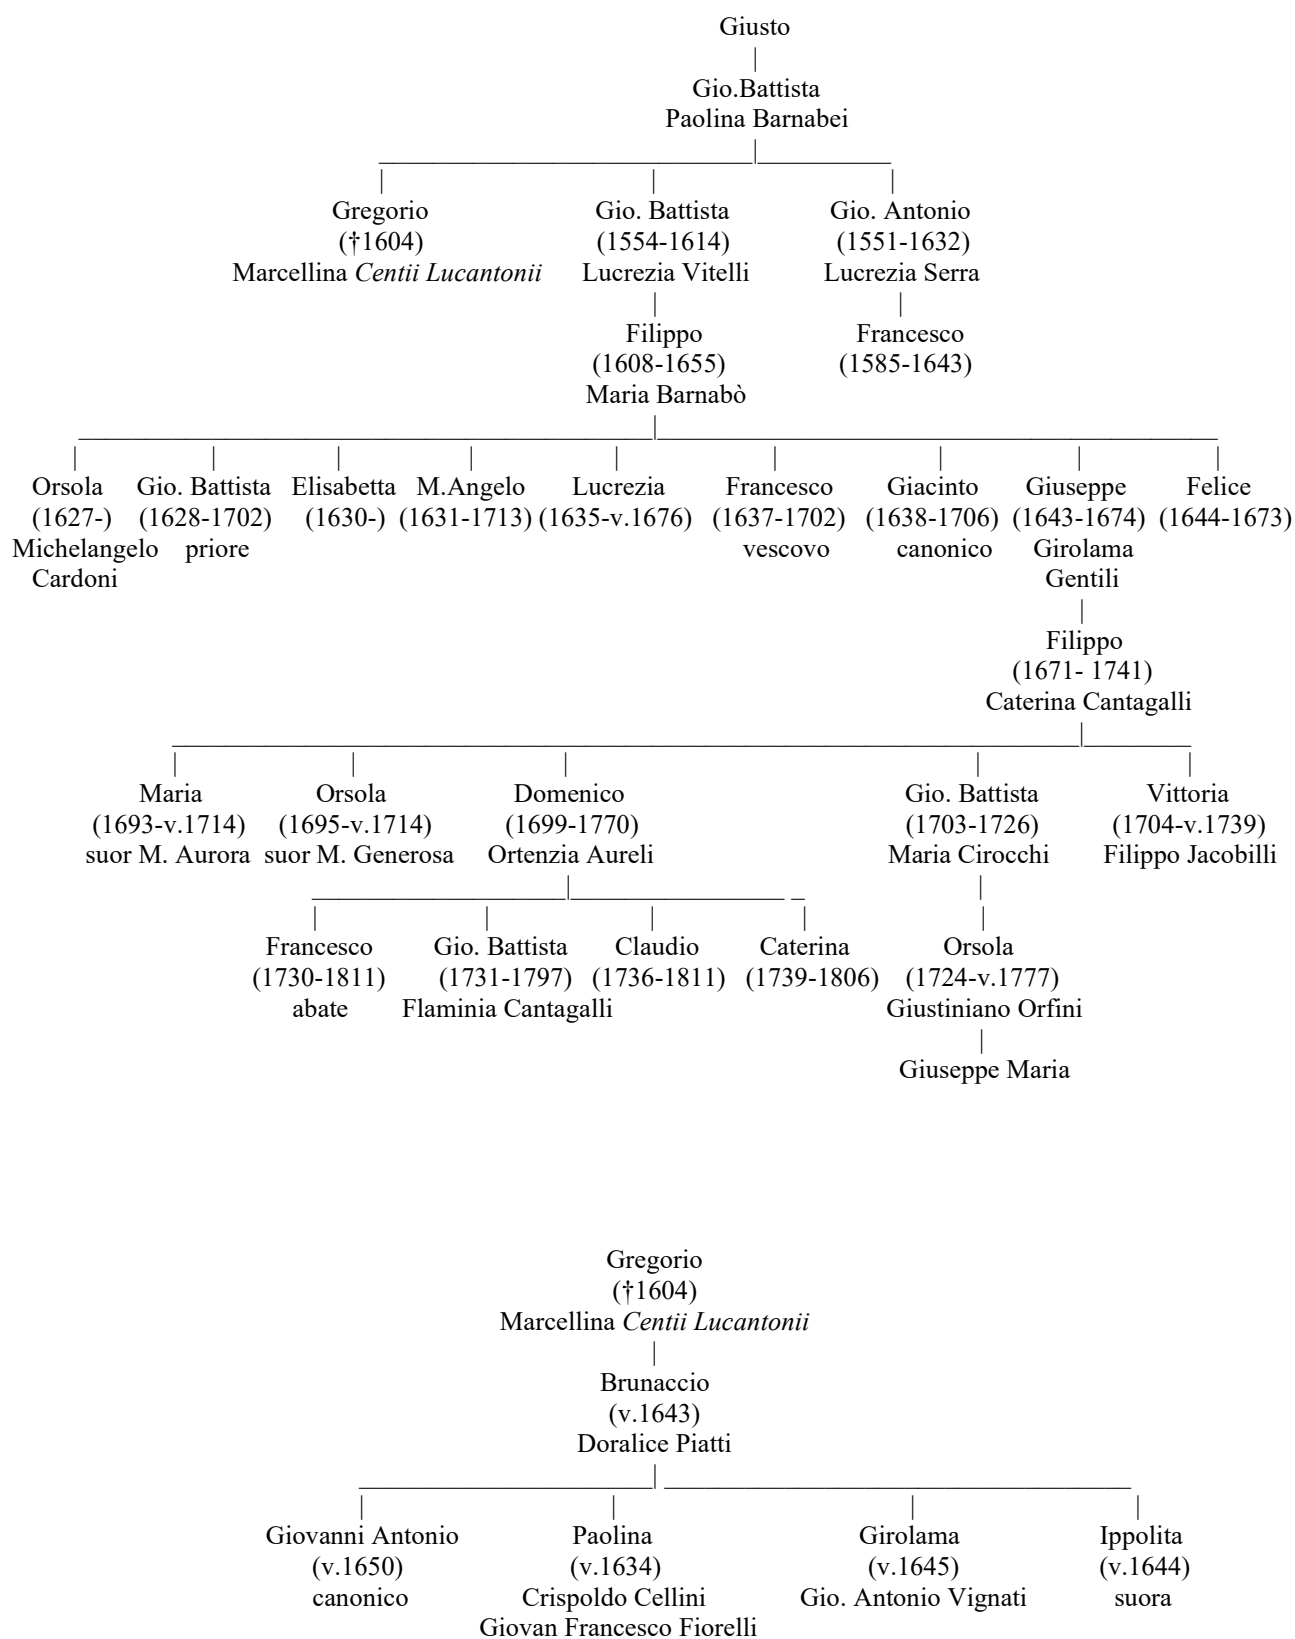 Giusto
Gio.Battista
Paolina Barnabei
Gregorio Gio. Battista Gio. Antonio
(†1604) (1554-1614) (1551-1632)
Marcellina Centii Lucantonii Lucrezia Vitelli Lucrezia Serra
Filippo Francesco
(1608-1655) (1585-1643)
Maria Barnabò
Orsola Gio. Battista Elisabetta M.Angelo Lucrezia Francesco Giacinto Giuseppe Felice
(1627-) (1628-1702) (1630-) (1631-1713) (1635-v.1676) (1637-1702) (1638-1706) (1643-1674) (1644-1673)
Michelangelo priore vescovo canonico Girolama
Cardoni Gentili
Filippo
(1671- 1741)
Caterina Cantagalli
Maria Orsola Domenico Gio. Battista Vittoria
(1693-v.1714) (1695-v.1714) (1699-1770) (1703-1726) (1704-v.1739)
suor M. Aurora suor M. Generosa Ortenzia Aureli Maria Cirocchi Filippo Jacobilli
Francesco Gio. Battista Claudio Caterina Orsola
(1730-1811) (1731-1797) (1736-1811) (1739-1806) (1724-v.1777)
abate Flaminia Cantagalli Giustiniano Orfini
Giuseppe Maria
Gregorio
(†1604)
Marcellina Centii Lucantonii
Brunaccio
(v.1643)
Doralice Piatti
Giovanni Antonio Paolina Girolama Ippolita
(v.1650) (v.1634) (v.1645) (v.1644)
canonico Crispoldo Cellini Gio. Antonio Vignati suora
Giovan Francesco Fiorelli